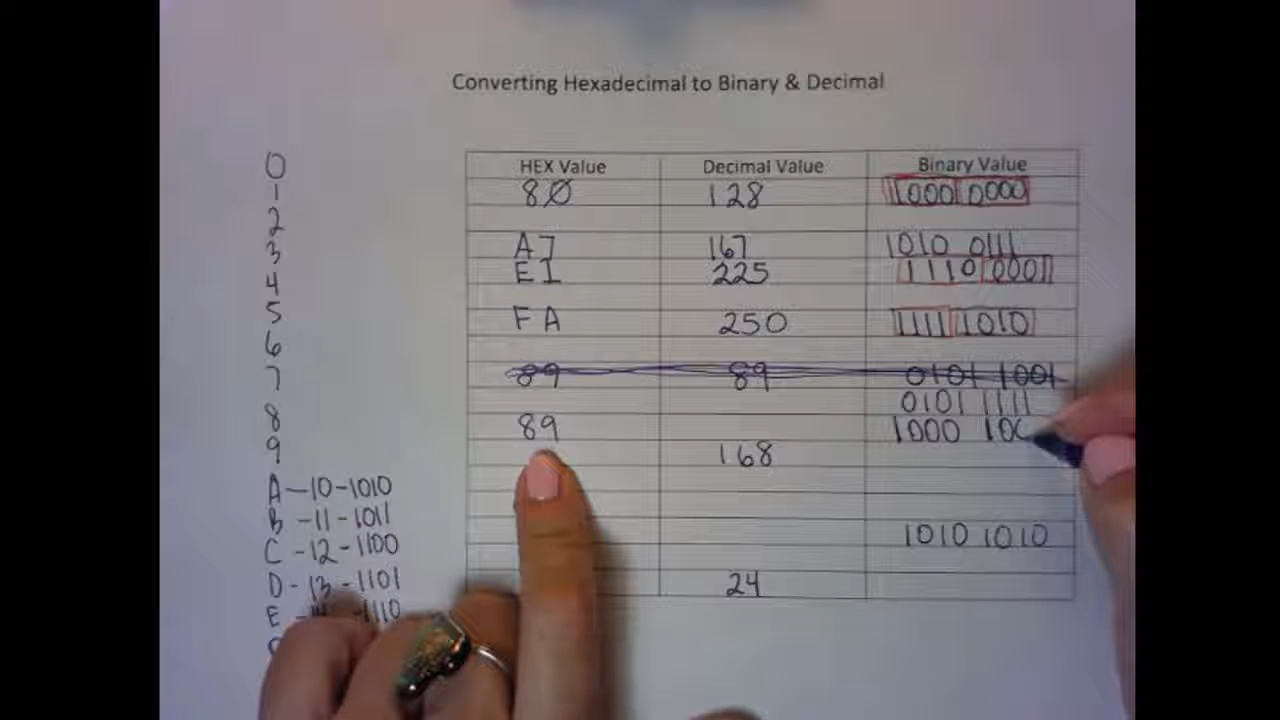 Converting Hexadecimal to Binary & Decimal
HEX Value Decimal Value Binary Value
80 128 1000 0000
A7 167 1010 0111
E1 225 1110 0001
FA 250 1111 1010
89 89 0101 1001
0101 1111
89 1000 10
168
1010 1010
24
0
1
2
3
4
5
6
7
8
9
A-10-1010
B-11-1011
C-12-1100
D-13-1101
E - 1110